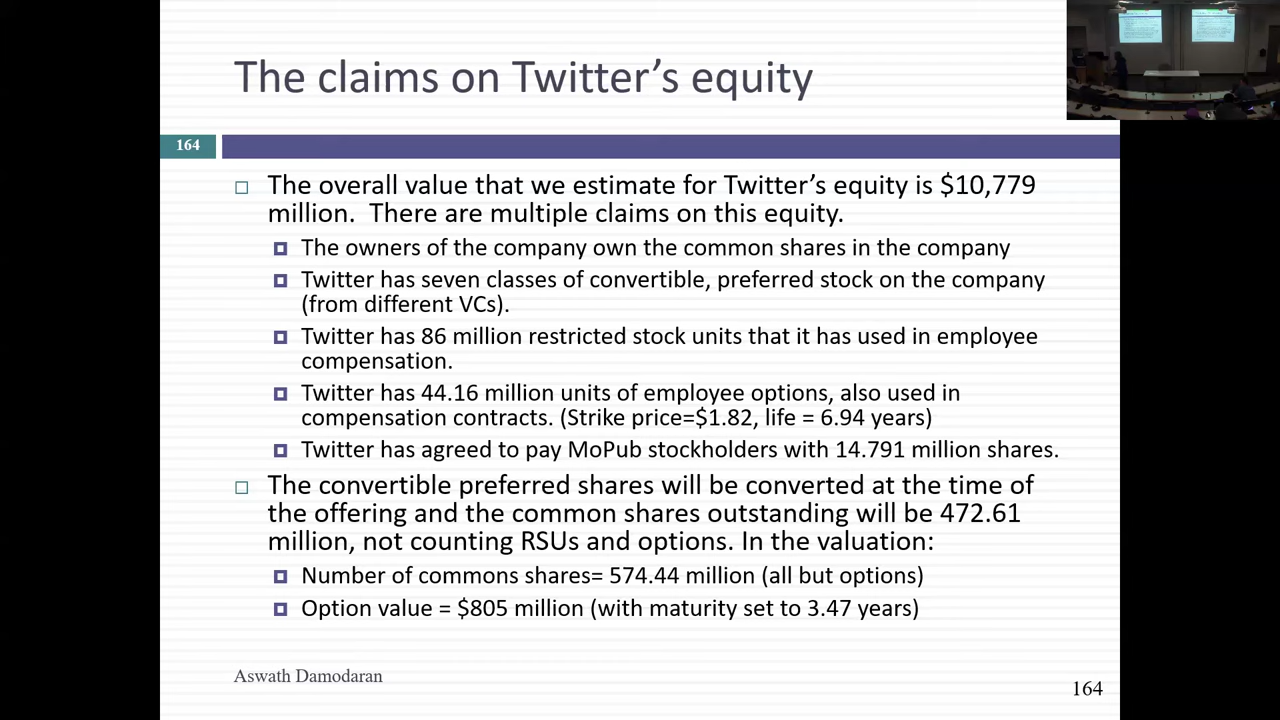 The claims on Twitter’s equity
164
The overall value that we estimate for Twitter’s equity is $10,779
million.  There are multiple claims on this equity.
The owners of the company own the common shares in the company
Twitter has seven classes of convertible, preferred stock on the company
(from different VCs).
Twitter has 86 million restricted stock units that it has used in employee
compensation.
Twitter has 44.16 million units of employee options, also used in
compensation contracts. (Strike price=$1.82, life = 6.94 years)
Twitter has agreed to pay MoPub stockholders with 14.791 million shares.
The convertible preferred shares will be converted at the time of
the offering and the common shares outstanding will be 472.61
million, not counting RSUs and options. In the valuation:
Number of commons shares= 574.44 million (all but options)
Option value = $805 million (with maturity set to 3.47 years)
Aswath Damodaran
164